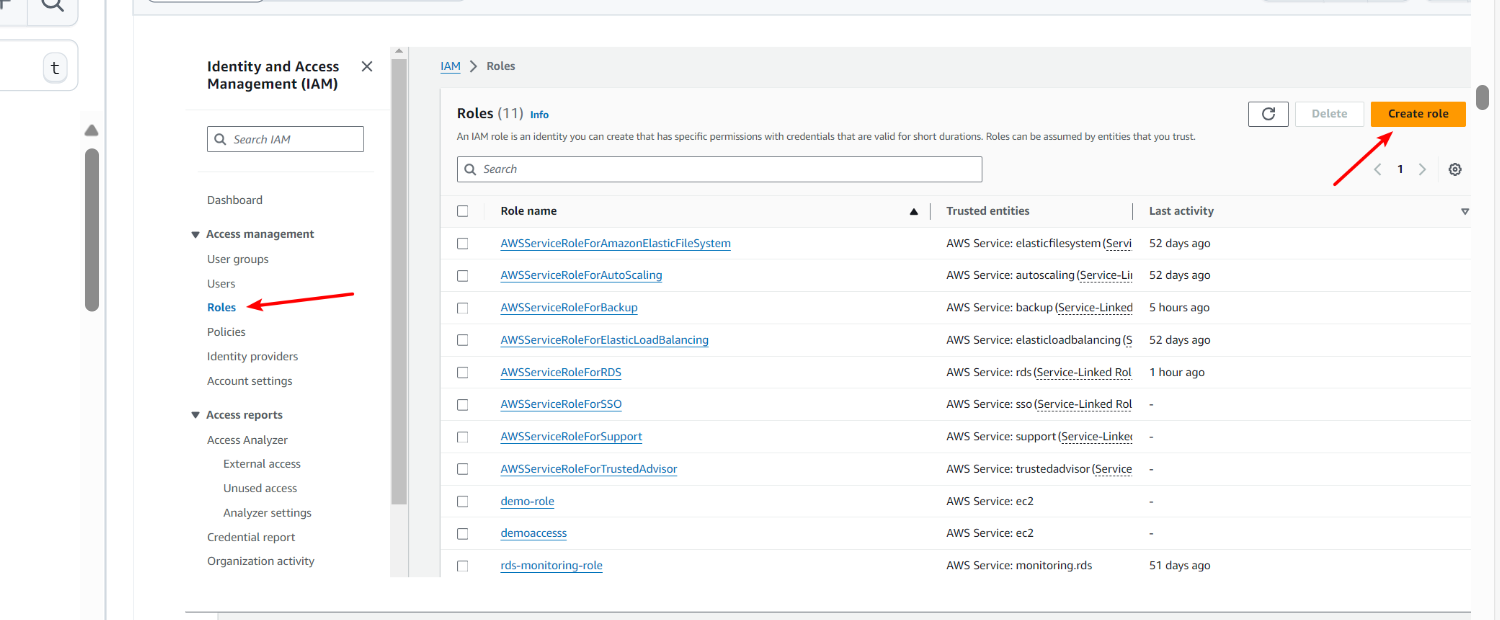 t
Identity and Access
Management (IAM)
Search IAM
Dashboard
Access management
User groups
Users
Roles
Policies
Identity providers
Account settings
Access reports
Access Analyzer
External access
Unused access
Analyzer settings
Credential report
Organization activity
IAM > Roles
Roles (11) Info
Delete
Create role
An IAM role is an identity you can create that has specific permissions with credentials that are valid for short durations. Roles can be assumed by entities that you trust.
Search
1
Role name Trusted entities Last activity
AWSServiceRoleForAmazonElasticFileSystem AWS Service: elasticfilesystem (Servi 52 days ago
AWSServiceRoleForAutoScaling AWS Service: autoscaling (Service-Li 52 days ago
AWSServiceRoleForBackup AWS Service: backup (Service-Linked 5 hours ago
AWSServiceRoleForElasticLoadBalancing AWS Service: elasticloadbalancing (S 52 days ago
AWSServiceRoleForRDS AWS Service: rds (Service-Linked Rol 1 hour ago
AWSServiceRoleForSSO AWS Service: sso (Service-Linked Rol -
AWSServiceRoleForSupport AWS Service: support (Service-Linke -
AWSServiceRoleForTrustedAdvisor AWS Service: trustedadvisor (Service -
demo-role AWS Service: ec2 -
demoaccesss AWS Service: ec2 -
rds-monitoring-role AWS Service: monitoring.rds 51 days ago